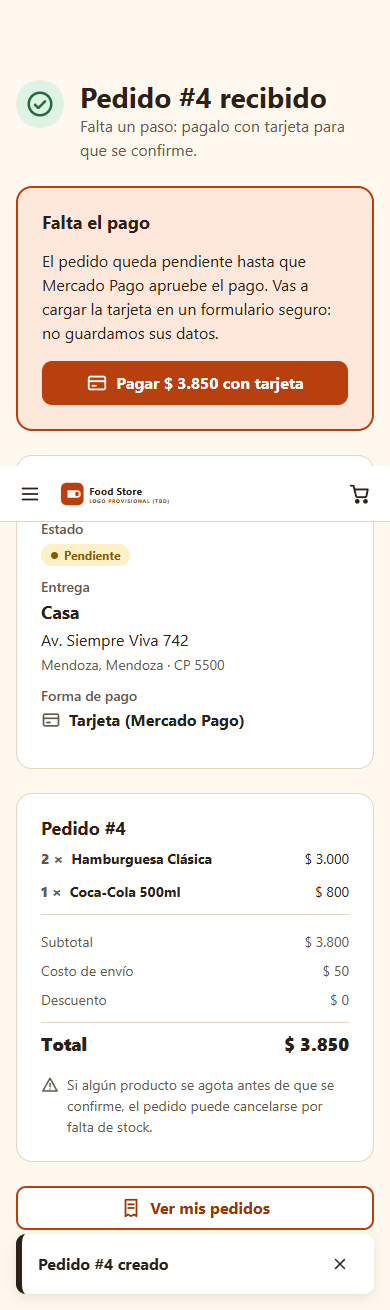 Pedido #4 recibido
Falta un paso: pagalo con tarjeta para
que se confirme.
Falta el pago
El pedido queda pendiente hasta que
Mercado Pago apruebe el pago. Vas a
cargar la tarjeta en un formulario seguro:
no guardamos sus datos.
Pagar $ 3.850 con tarjeta
Food Store
LOGO PROVISIONAL (TBD)
Estado
Pendiente
Entrega
Casa
Av. Siempre Viva 742
Mendoza, Mendoza · CP 5500
Forma de pago
Tarjeta (Mercado Pago)
Pedido #4
2 × Hamburguesa Clásica $ 3.000
1 × Coca-Cola 500ml $ 800
Subtotal $ 3.800
Costo de envío $ 50
Descuento $ 0
Total $ 3.850
Si algún producto se agota antes de que se
confirme, el pedido puede cancelarse por
falta de stock.
Ver mis pedidos
Pedido #4 creado